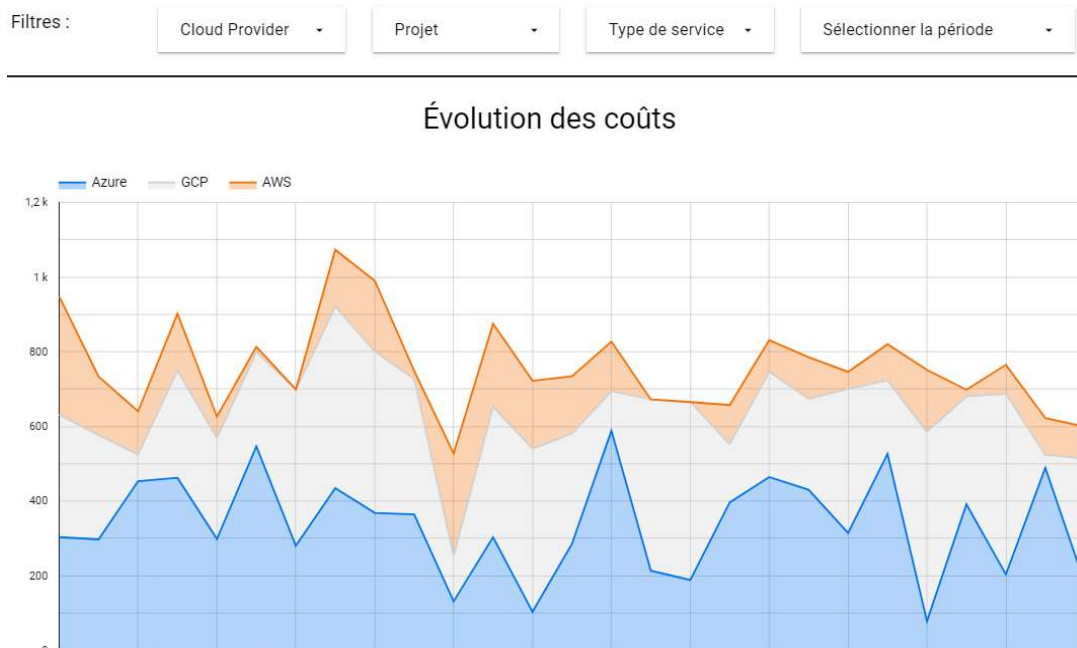 Filtres :
Cloud Provider
Projet
Type de service
Sélectionner la période
Évolution des coûts
Azure
GCP
AWS
1,2 k
1 k
800
600
400
200